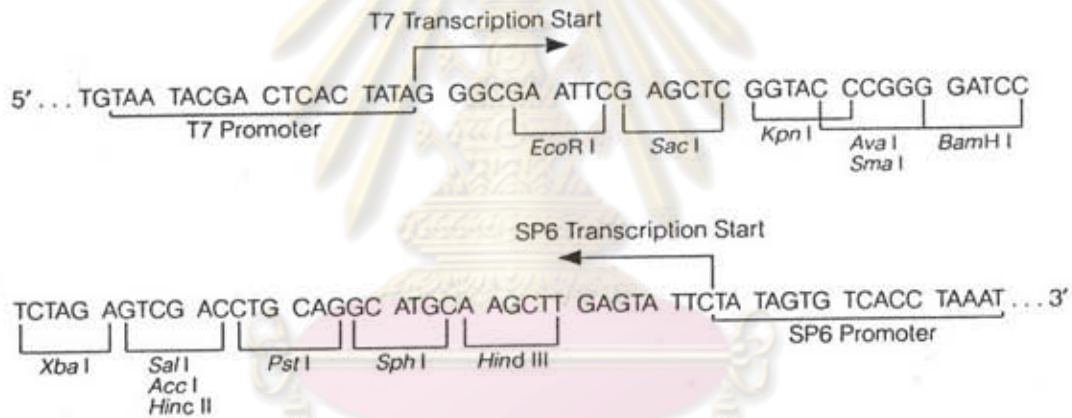 T7 Transcription Start
5′ . . . TGTAA TACGA CTCAC TATAG GGCGA ATTCG AGCTC GGTAC CCGGG GATCC
T7 Promoter
EcoR I Sac I Kpn I Ava I BamH I
Sma I
SP6 Transcription Start
TCTAGA AGTCG ACCTG CAGGC ATGCA AGCTT GAGTA TTCTA TAGTG TCACC TAAAT . . . 3′
SP6 Promoter
Xba I Sal I Pst I Sph I Hind III
Acc I
Hinc II